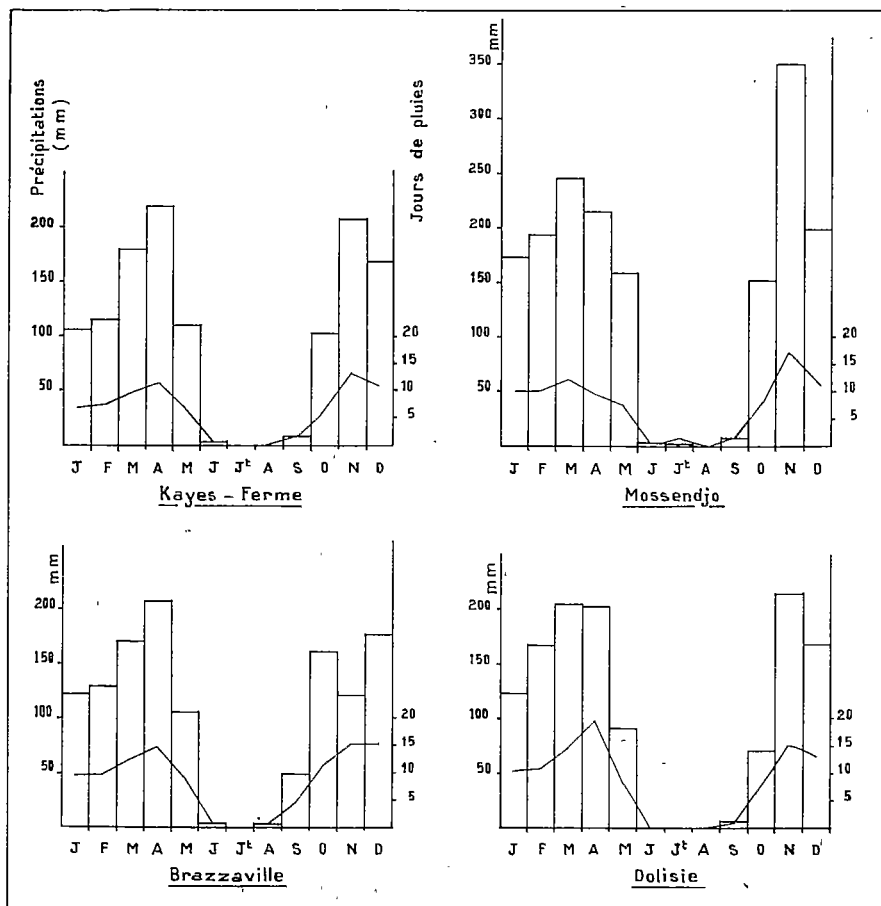 Précipitations
(mm)
200
150
100
50
Jours de pluies
20
15
10
5
J F M A M J Jt A S O N D
Kayes - Ferme
mm
350
300
250
200
150
100
50
20
15
10
5
J F M A M J Jt A S O N D
Mossendjo
mm
200
150
100
50
20
15
10
5
J F M A M J Jt A S O N D
Brazzaville
mm
200
150
100
50
20
15
10
5
J F M A M J Jt A S O N D
Dolisie